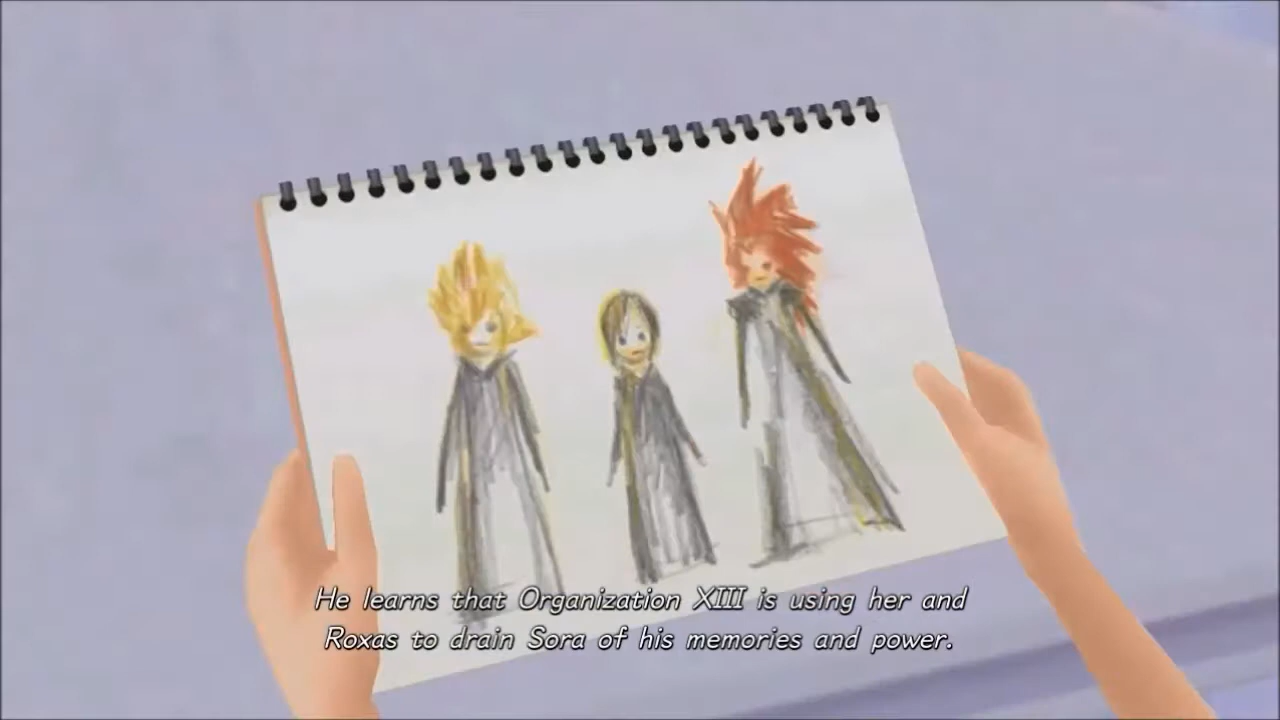 He learns that Organization XIII is using her and
Roxas to drain Sora of his memories and power.